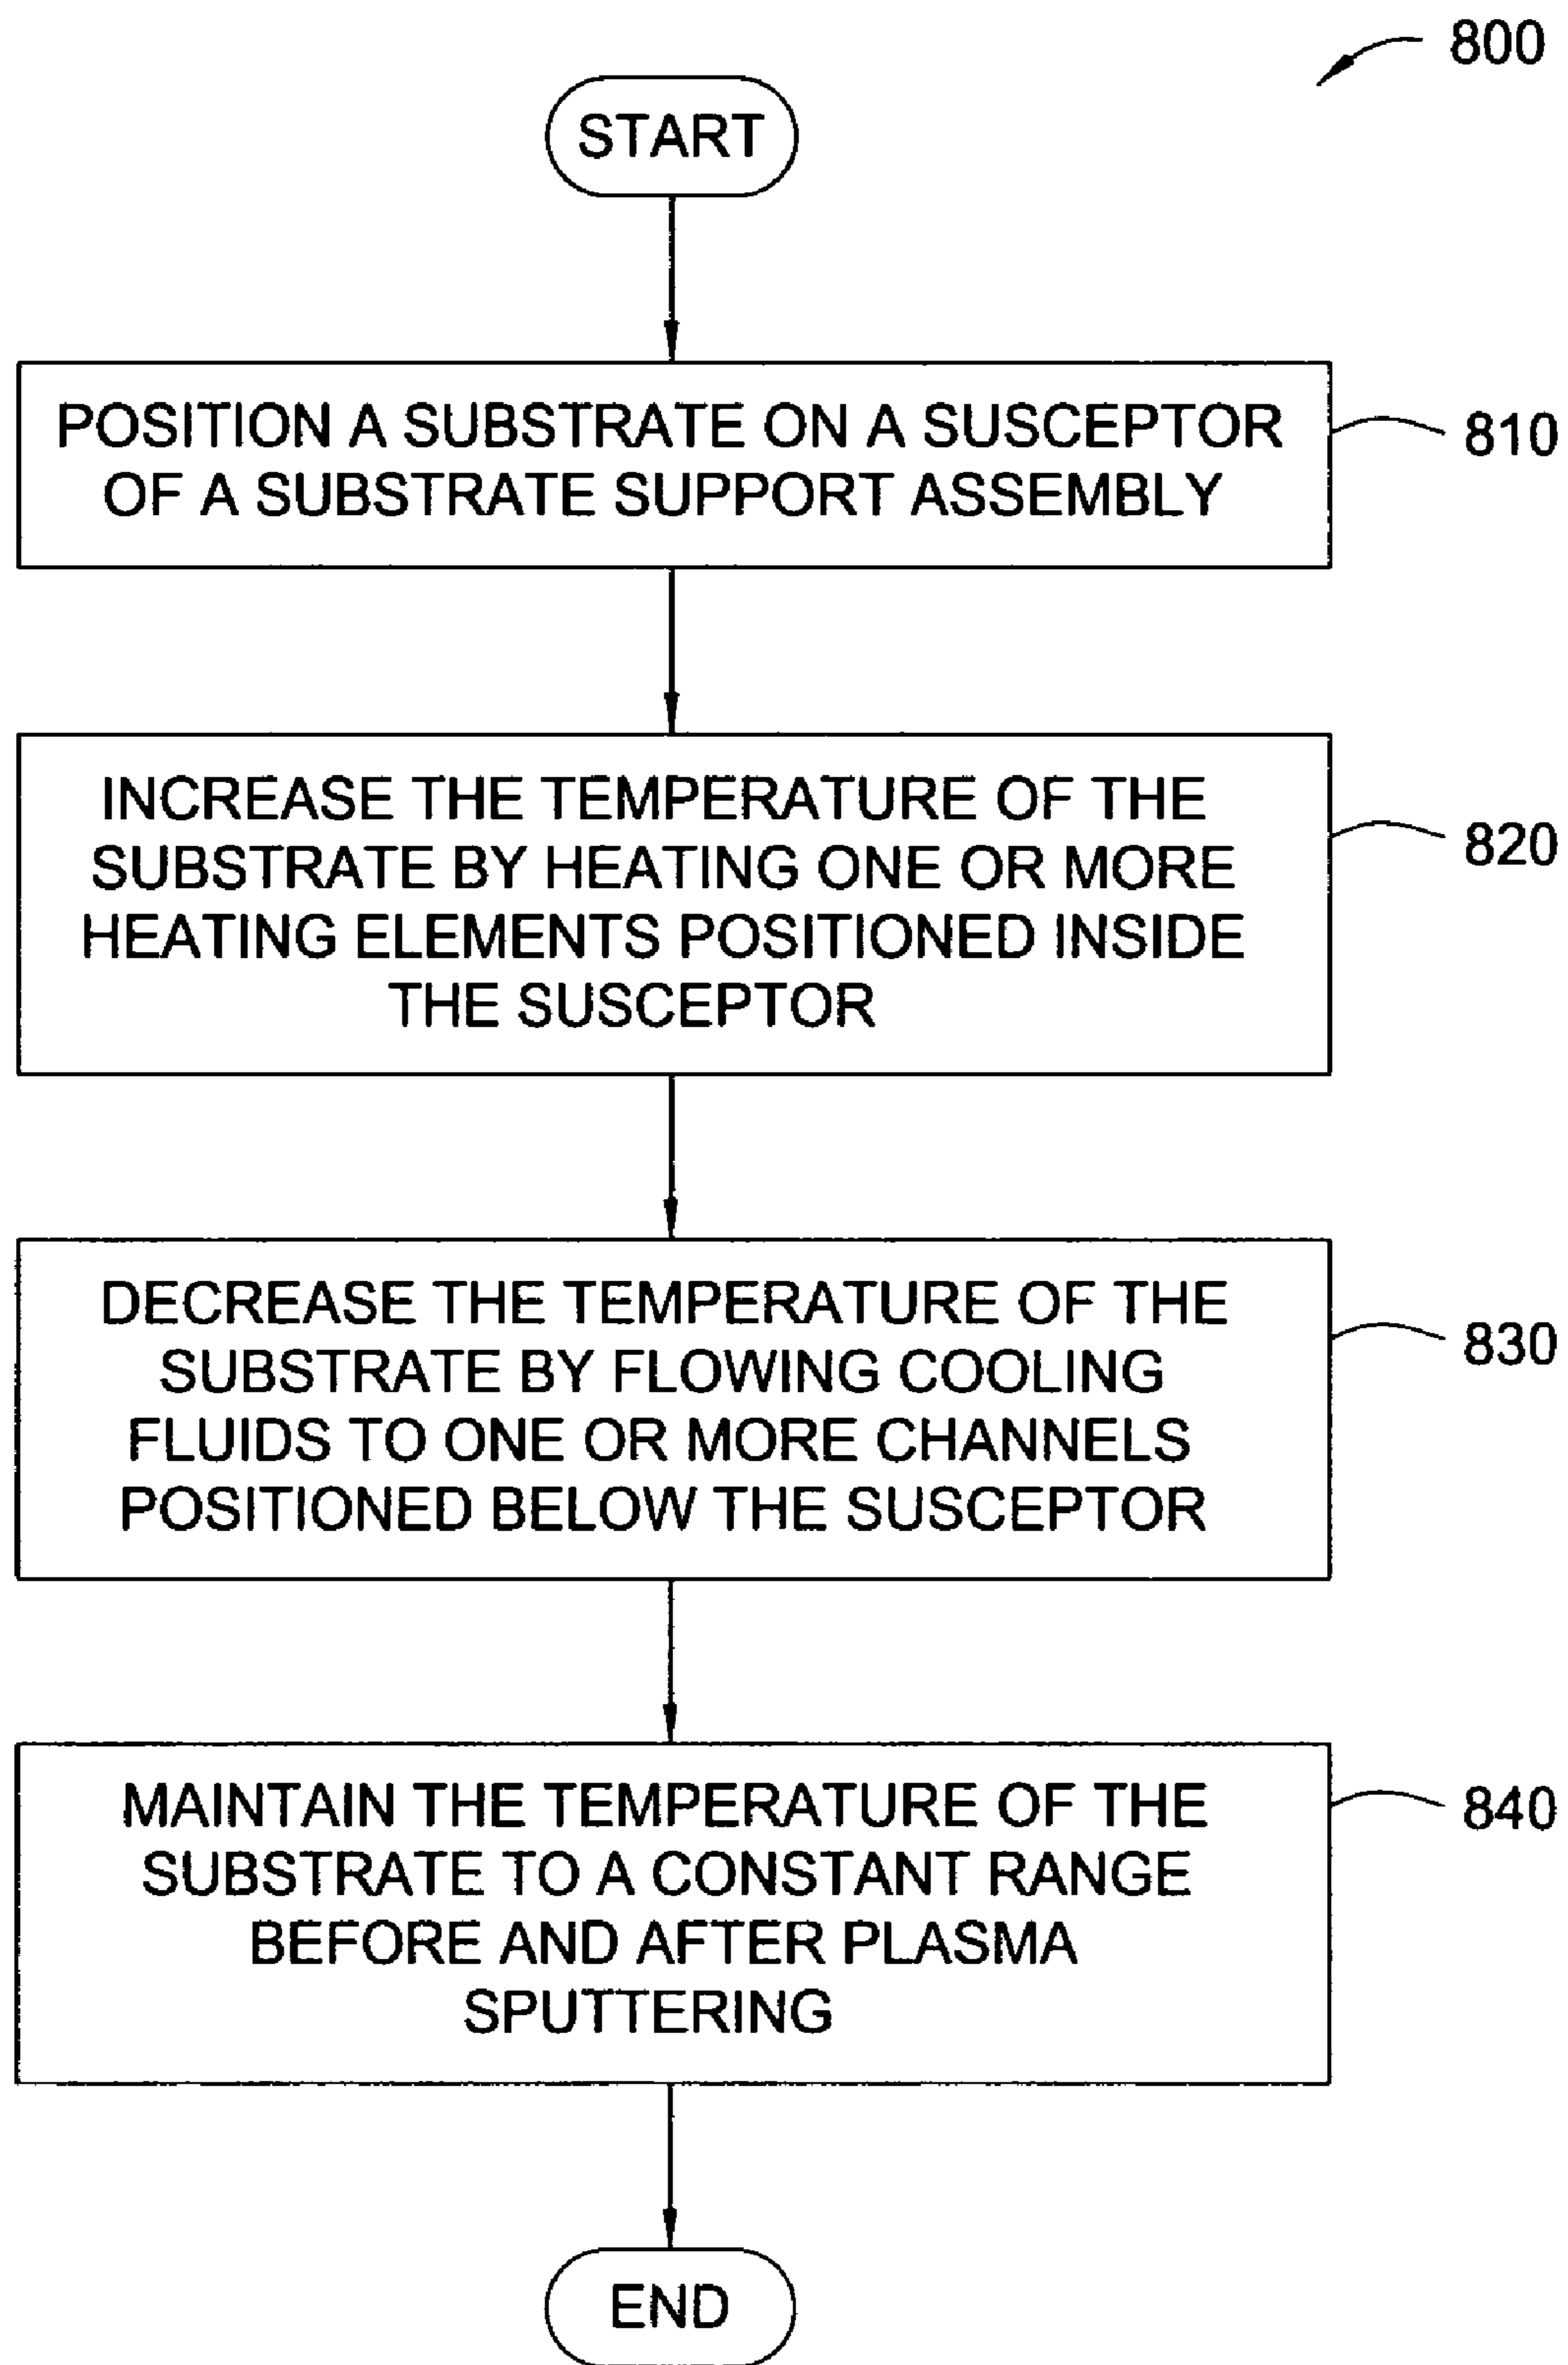 800
START
POSITION A SUBSTRATE ON A SUSCEPTOR
OF A SUBSTRATE SUPPORT ASSEMBLY
810
INCREASE THE TEMPERATURE OF THE
SUBSTRATE BY HEATING ONE OR MORE
HEATING ELEMENTS POSITIONED INSIDE
THE SUSCEPTOR
820
DECREASE THE TEMPERATURE OF THE
SUBSTRATE BY FLOWING COOLING
FLUIDS TO ONE OR MORE CHANNELS
POSITIONED BELOW THE SUSCEPTOR
830
MAINTAIN THE TEMPERATURE OF THE
SUBSTRATE TO A CONSTANT RANGE
BEFORE AND AFTER PLASMA
SPUTTERING
840
END